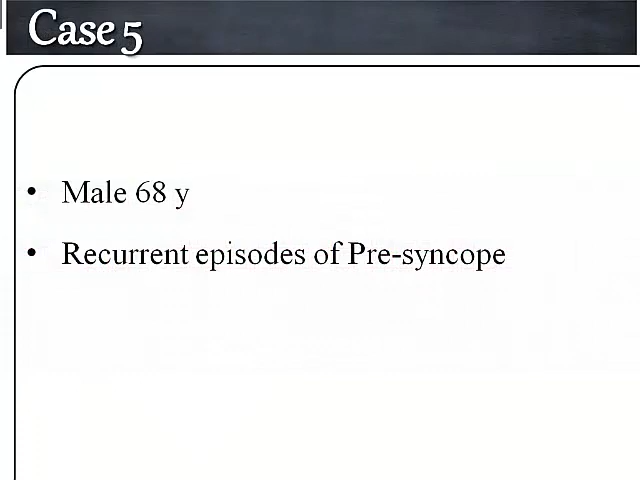 Case 5
• Male 68 y
• Recurrent episodes of Pre-syncope